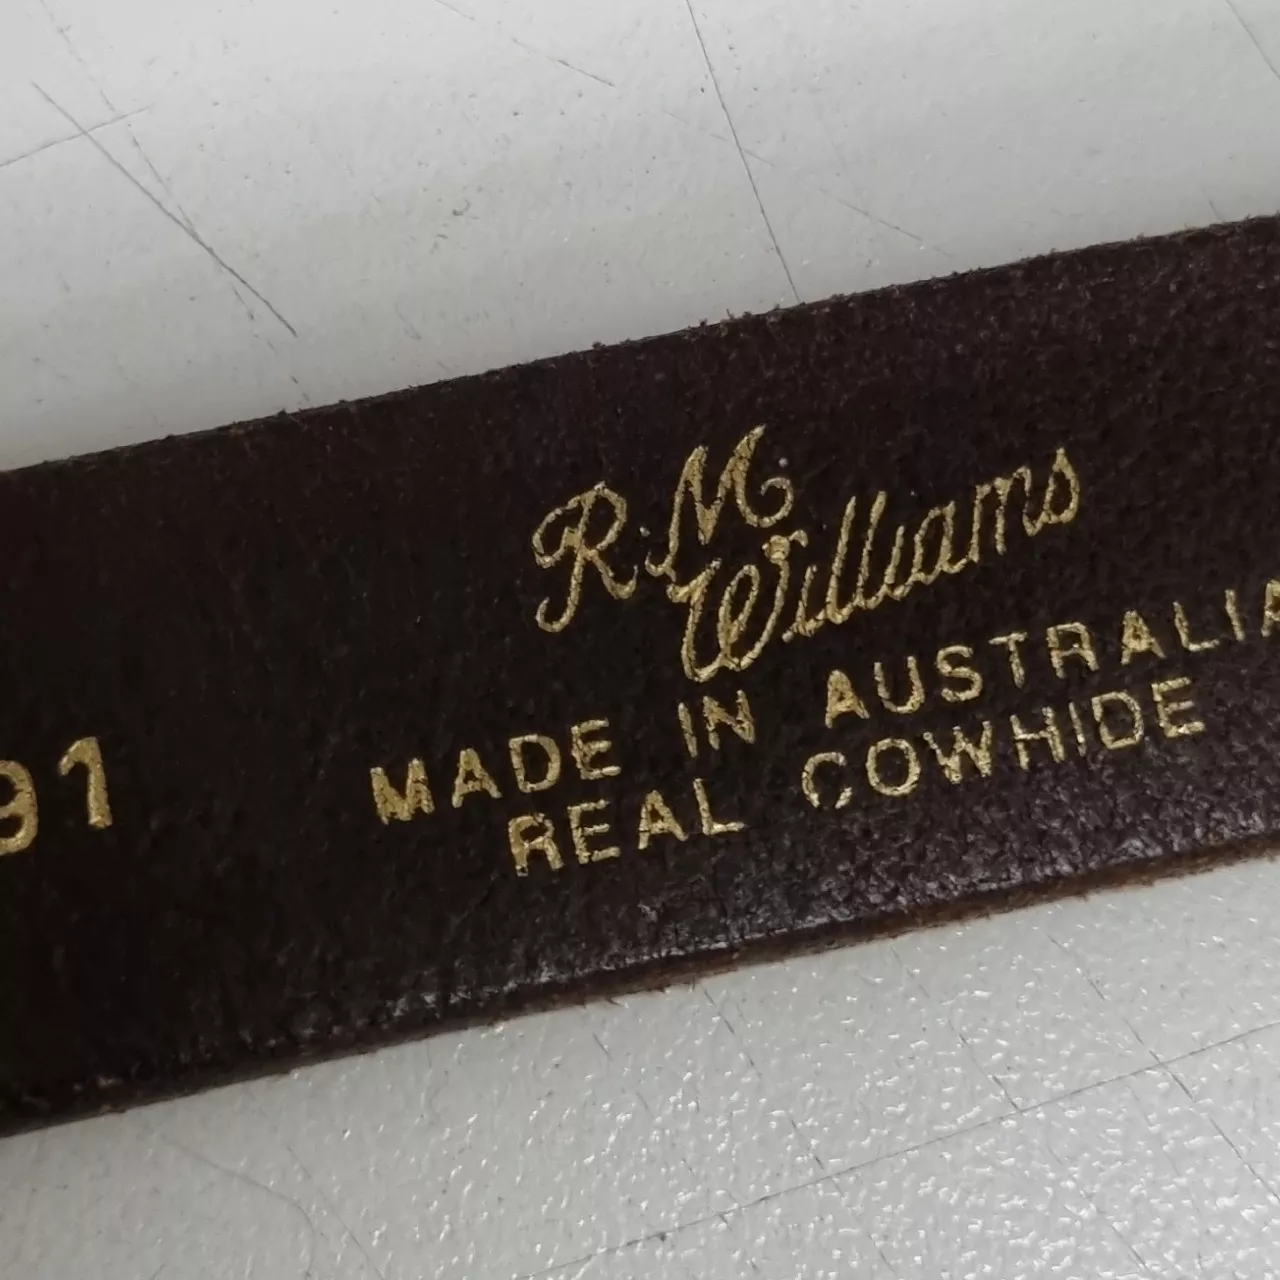 R.M.
Williams
MADE IN AUSTRALIA
REAL COWHIDE
91